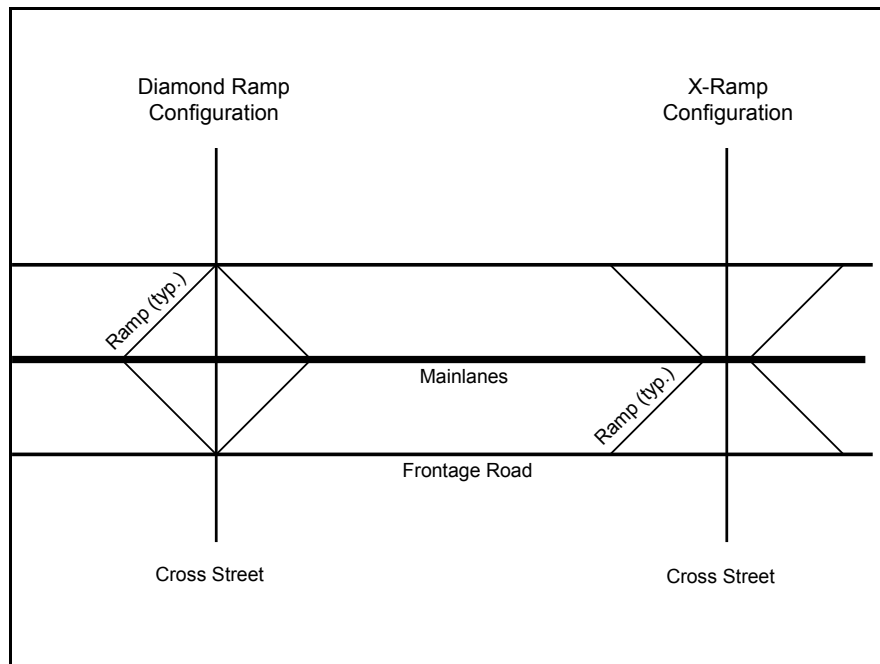 Diamond Ramp
Configuration
X-Ramp
Configuration
Ramp (typ.)
Mainlanes
Ramp (typ.)
Frontage Road
Cross Street
Cross Street